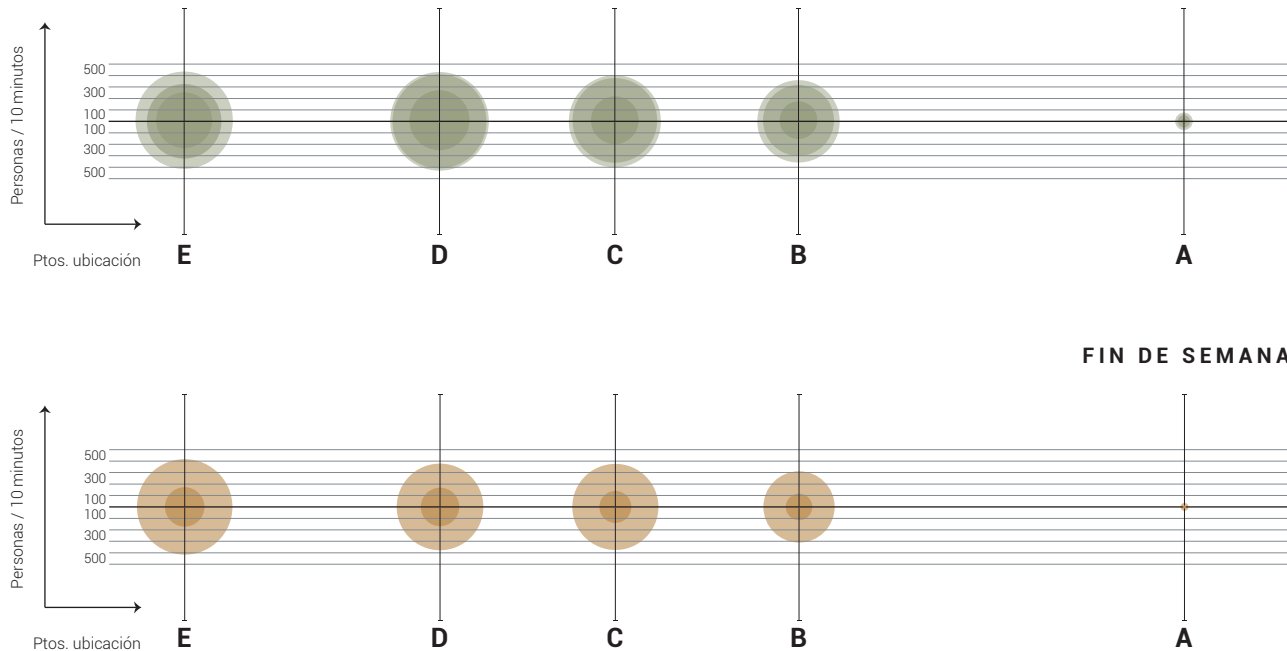 Personas / 10 minutos
500
300
100
100
300
500
Ptos. ubicación
E
D
C
B
A
FIN DE SEMANA
Personas / 10 minutos
500
300
100
100
300
500
Ptos. ubicación
E
D
C
B
A